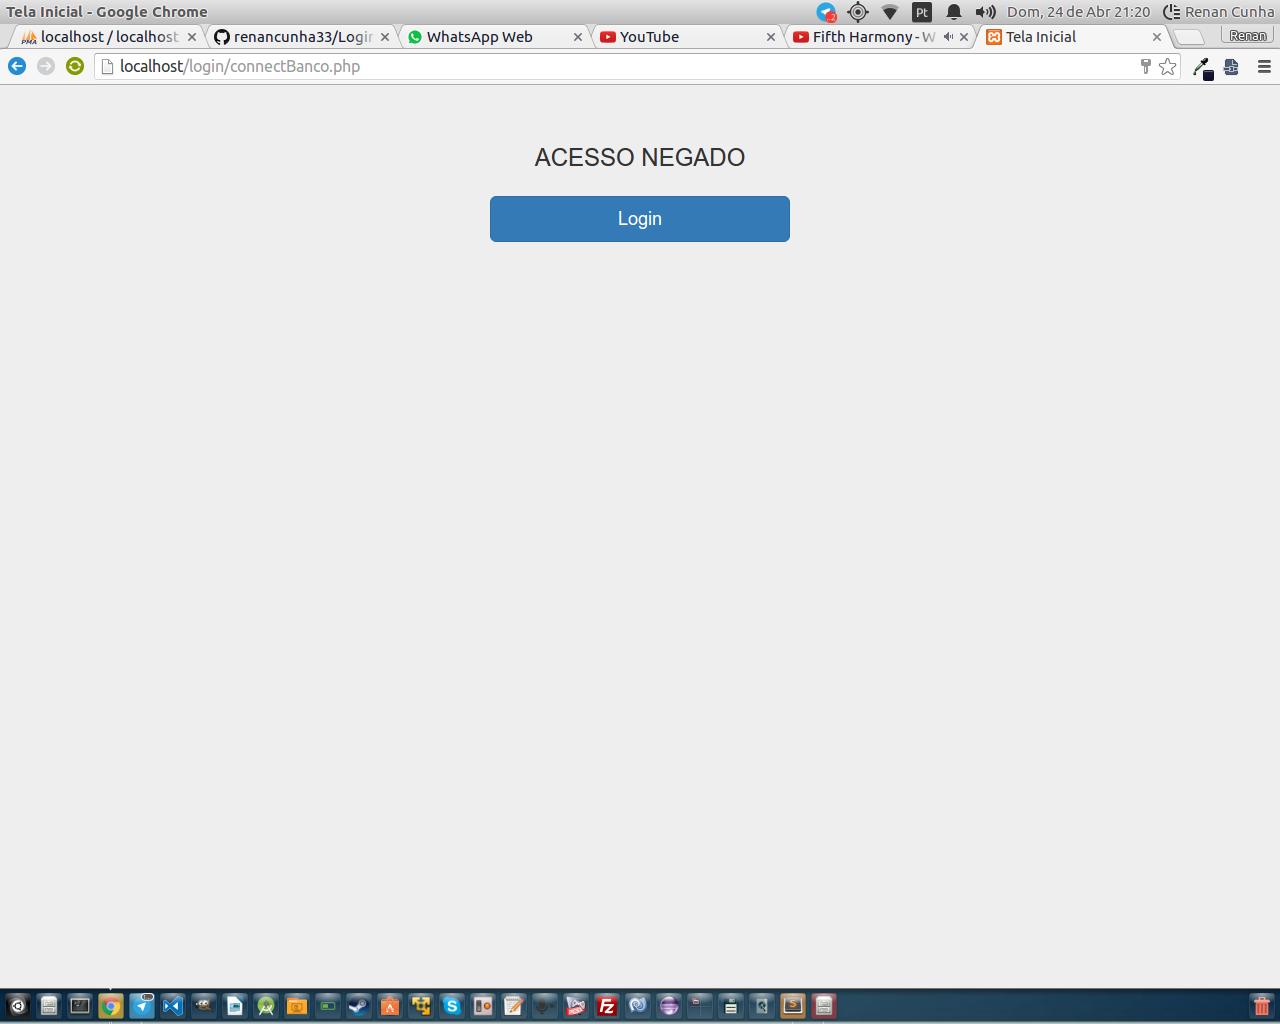 Tela Inicial - Google Chrome
Pt
Dom, 24 de Abr 21:20
Renan Cunha
localhost / localhost
renancunha33/Login
WhatsApp Web
YouTube
Fifth Harmony - W
Tela Inicial
Renan
localhost/login/connectBanco.php
ACESSO NEGADO
Login